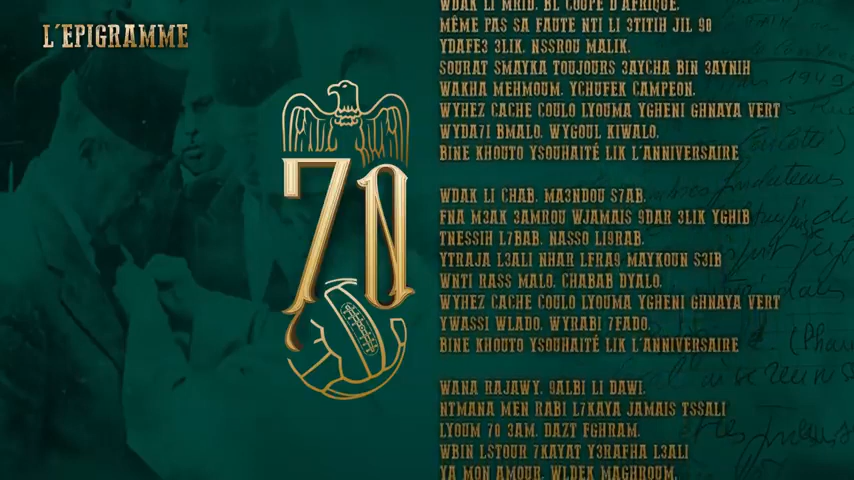 L'EPIGRAMME
70
WDAK LI MRID. BL COUPE D'AFRIQUE.
MÊME PAS SA FAUTE NTI LI 3TITIH JIL 90
YDAFE3 3LIK. NSSROU MALIK.
SOURAT SMAYKA TOUJOURS 3AYCHA BIN 3AYNIH
WAKHA MEHMOUM. YCHUFEK CAMPEON.
WYHEZ CACHE COULO LYOUMA YGHENI GHNAYA VERT
WYDA7I BMALO. WYGOUL KIWALO.
BINE KHOUTO YSOUHAITÉ LIK L'ANNIVERSAIRE
WDAK LI CHAB. MA3NDOU S7AB.
FNA M3AK 3AMROU WJAMAIS 9DAR 3LIK YGHIB
TNESSIH L7BAB. NASSO LI9RAB.
YTRAJA L3ALI NHAR LFRA9 MAYKOUN S3IB
WNTI RASS MALO. CHABAB DYALO.
WYHEZ CACHE COULO LYOUMA YGHENI GHNAYA VERT
YWASSI WLADO. WYRABI 7FADO.
BINE KHOUTO YSOUHAITÉ LIK L'ANNIVERSAIRE
WANA RAJAWY. 9ALBI LI DAWI.
NTMANA MEN RABI L7KAYA JAMAIS TSSALI
LYOUM 70 3AM. DAZT FGHRAM.
WBIN LSTOUR 7KAYAT Y3RAFHA L3ALI
YA MON AMOUR. WLDEK MAGHROUM.
1949